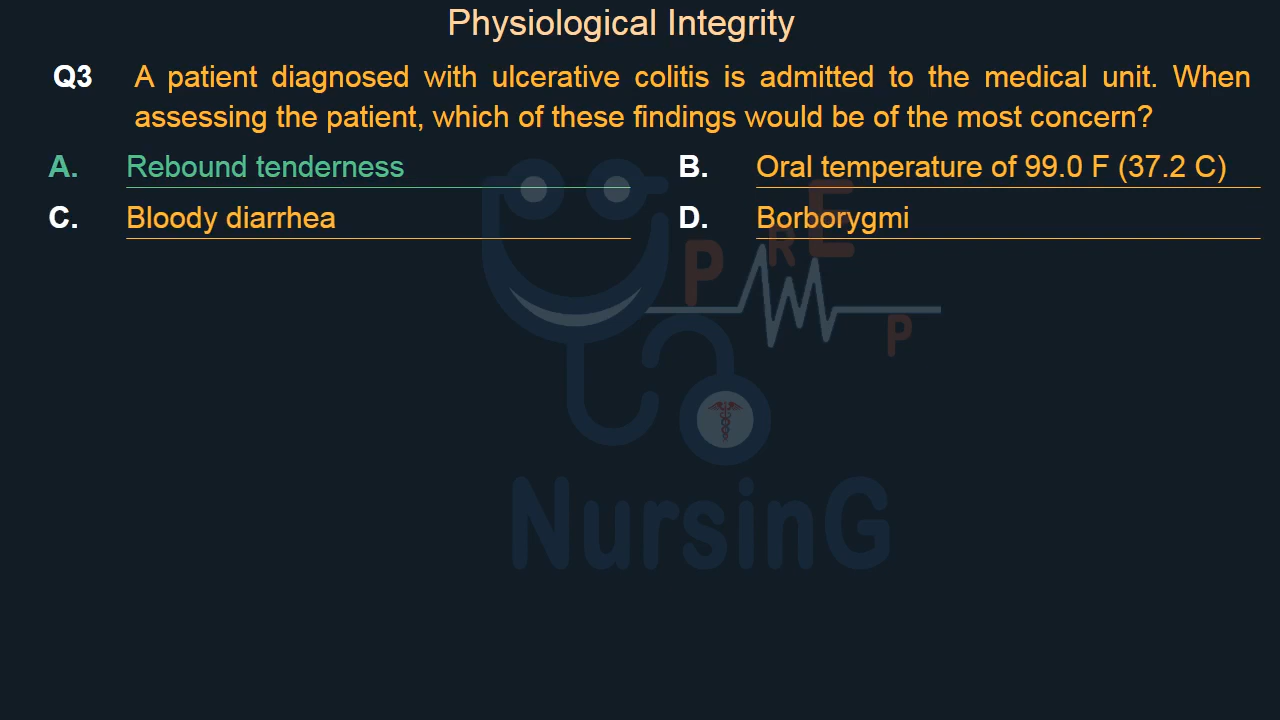 Physiological Integrity
Q3 A patient diagnosed with ulcerative colitis is admitted to the medical unit. When
assessing the patient, which of these findings would be of the most concern?
A. Rebound tenderness
B. Oral temperature of 99.0 F (37.2 C)
C. Bloody diarrhea
D. Borborygmi
PREP
NursinG